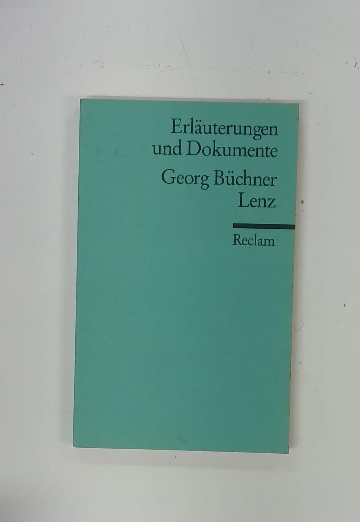 Erläuterungen
und Dokumente
Georg Büchner
Lenz
Reclam